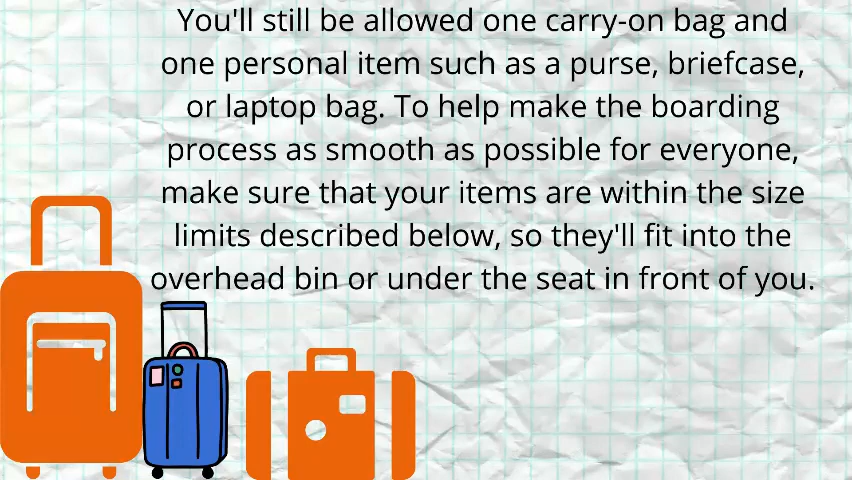 You'll still be allowed one carry-on bag and
one personal item such as a purse, briefcase,
or laptop bag. To help make the boarding
process as smooth as possible for everyone,
make sure that your items are within the size
limits described below, so they'll fit into the
overhead bin or under the seat in front of you.